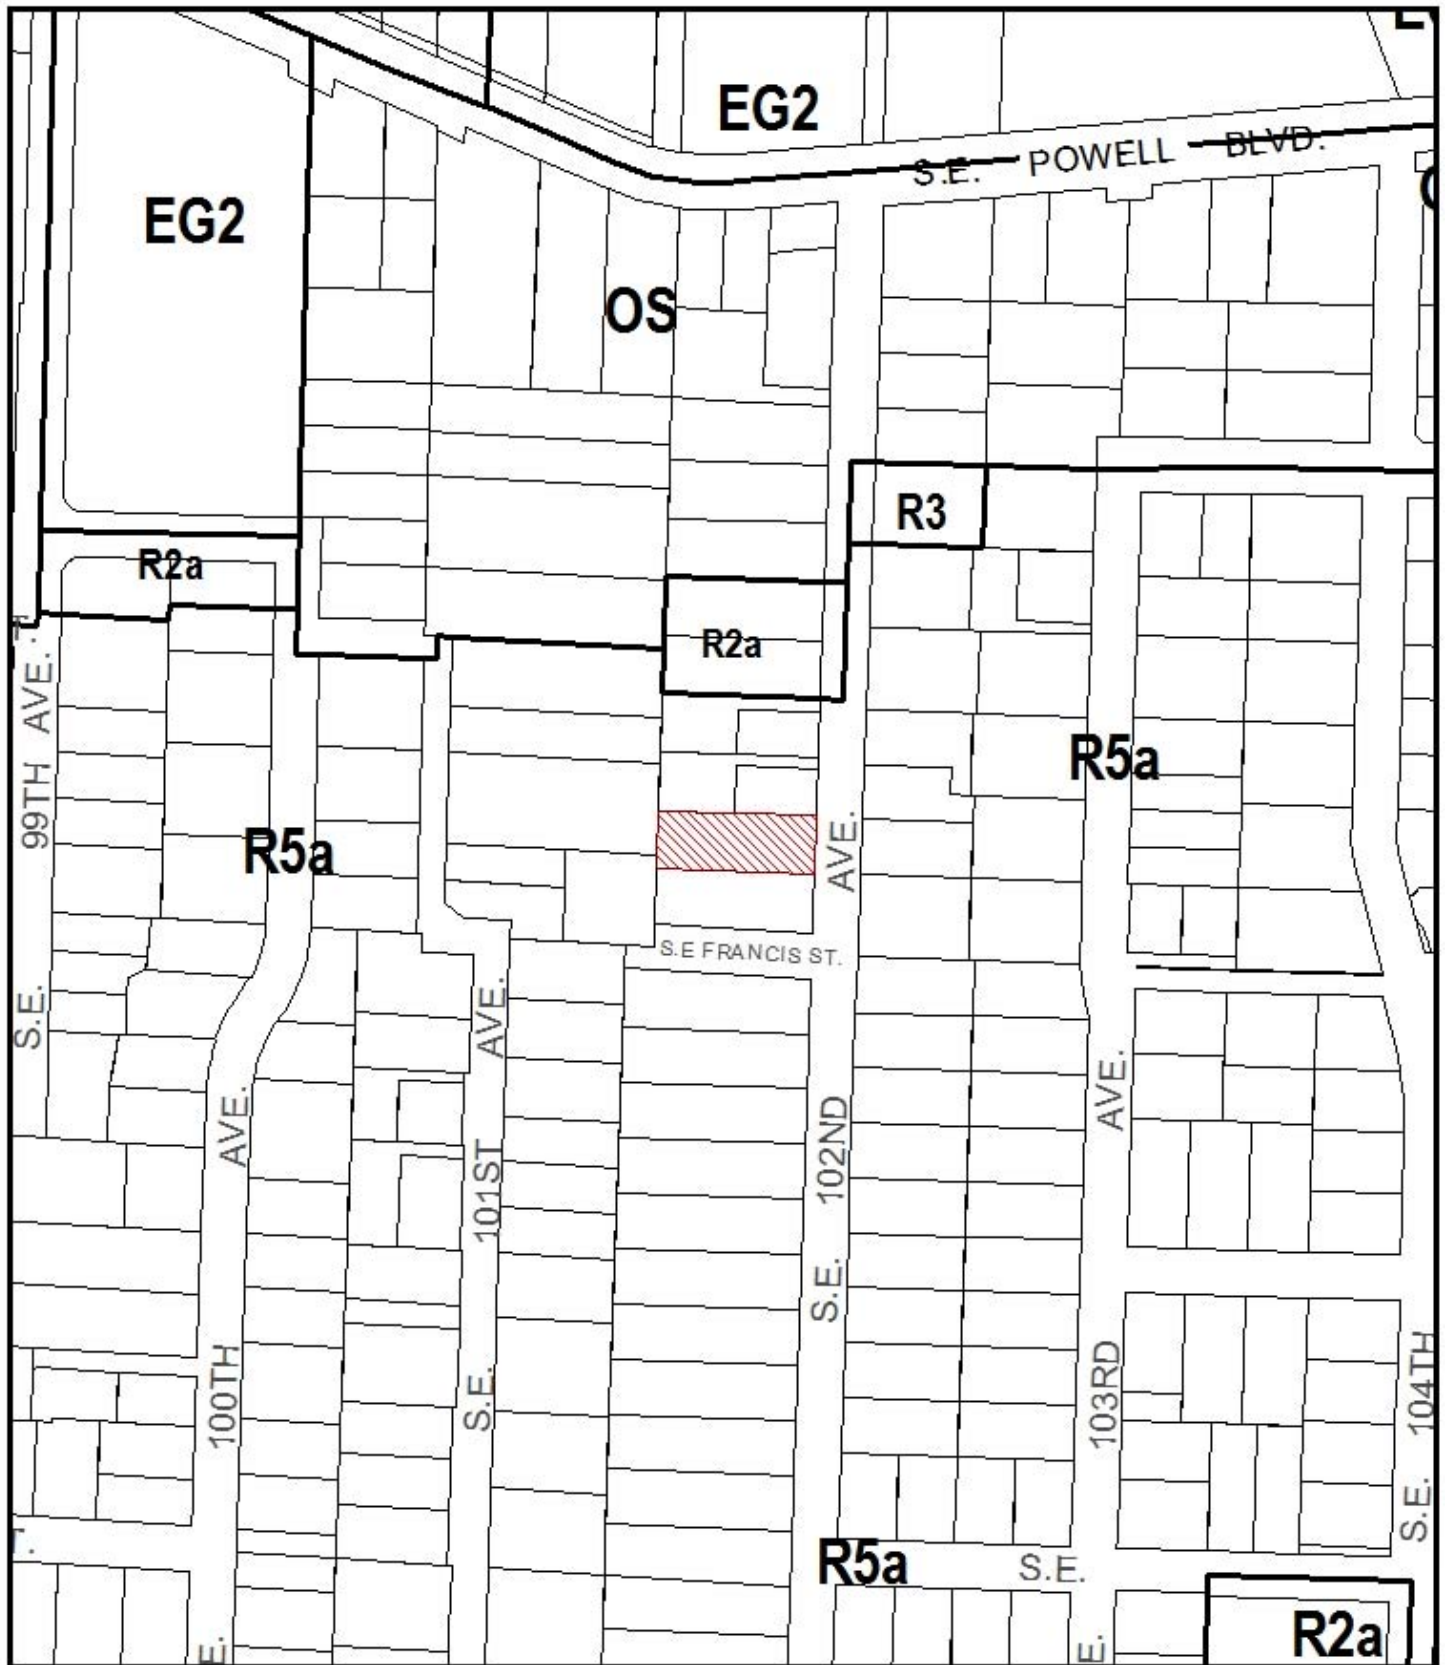 EG2
S.E. POWELL BLVD.
EG2
OS
R3
R2a
R2a
99TH AVE.
S.E.
R5a
R5a
AVE.
S.E FRANCIS ST.
AVE.
AVE.
AVE.
101ST
102ND
S.E.
S.E.
100TH
103RD
104TH
S.E.
T.
R5a
S.E.
R2a
E.
E.